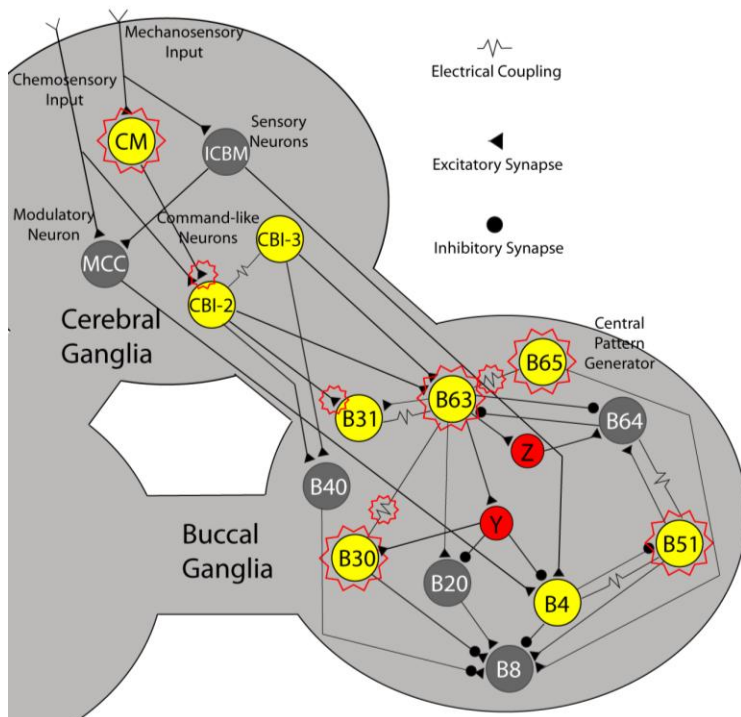 Mechanosensory
Input
Chemosensory
Input
CM
Sensory
Neurons
ICBM
Modulatory
Neuron
Command-like
Neurons
MCC
CBI-3
CBI-2
Cerebral
Ganglia
Electrical Coupling
Excitatory Synapse
Inhibitory Synapse
Central
Pattern
Generator
B65
B63
B31
B64
Z
B40
Y
Buccal
Ganglia
B30
B20
B51
B4
B8